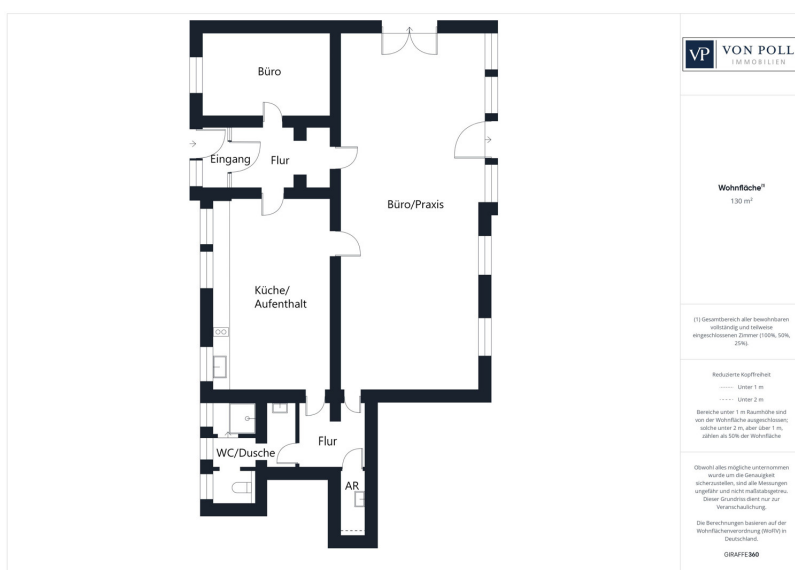 Büro
Eingang
Flur
Büro/Praxis
Küche/
Aufenthalt
WC/Dusche
Flur
AR
VP
VON POLL
IMMOBILIEN
Wohnfläche⁽¹⁾
130 m²
(1) Gesamtbereich aller bewohnbaren
vollständig und teilweise
eingeschlossenen Zimmer (100%, 50%,
25%).
Reduzierte Kopffreiheit
Unter 1 m
Unter 2 m
Bereiche unter 1 m Raumhöhe sind
von der Wohnfläche ausgeschlossen;
solche unter 2 m, aber über 1 m,
zählen als 50% der Wohnfläche
Obwohl alles mögliche unternommen
wurde um die Genauigkeit
sicherzustellen, sind alle Messungen
ungefähr und nicht maßstabsgetreu.
Dieser Grundriss dient nur zur
Veranschaulichung.
Die Berechnungen basieren auf der
Wohnflächenverordnung (WoFlV) in
Deutschland.
GIRAFFE360